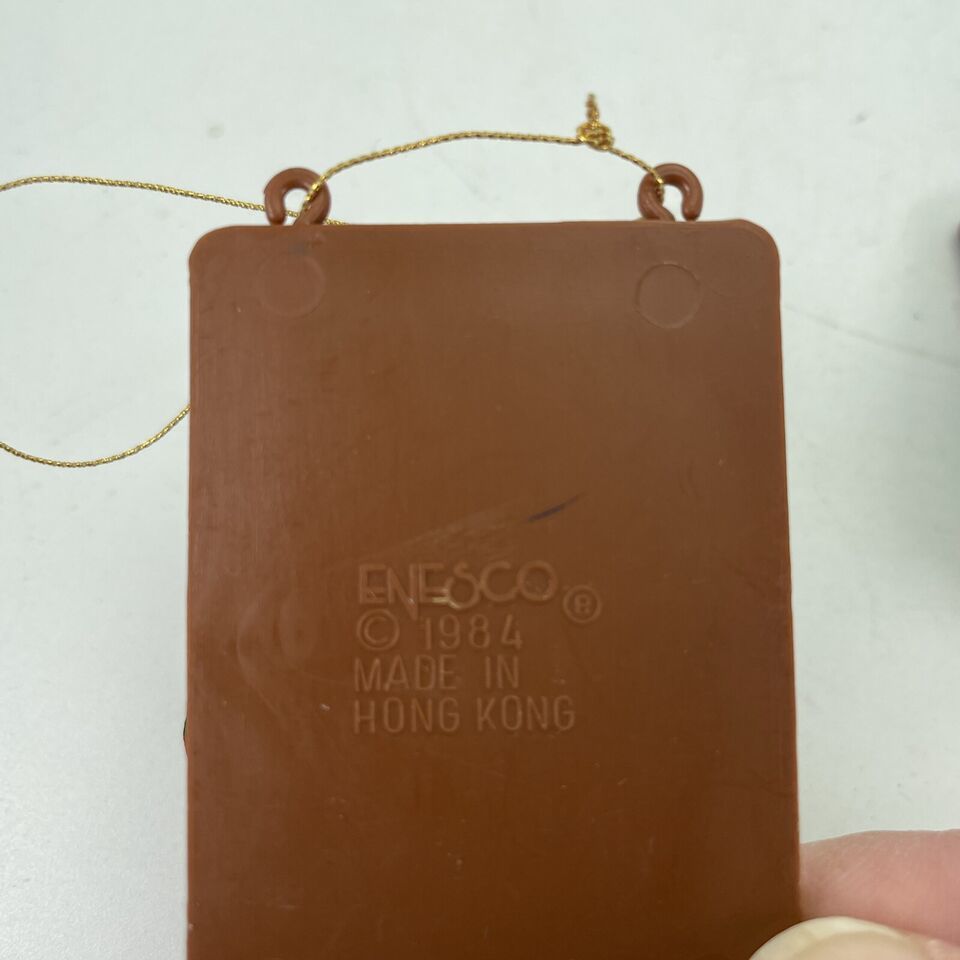 ENESCO ®
© 1984
MADE IN
HONG KONG